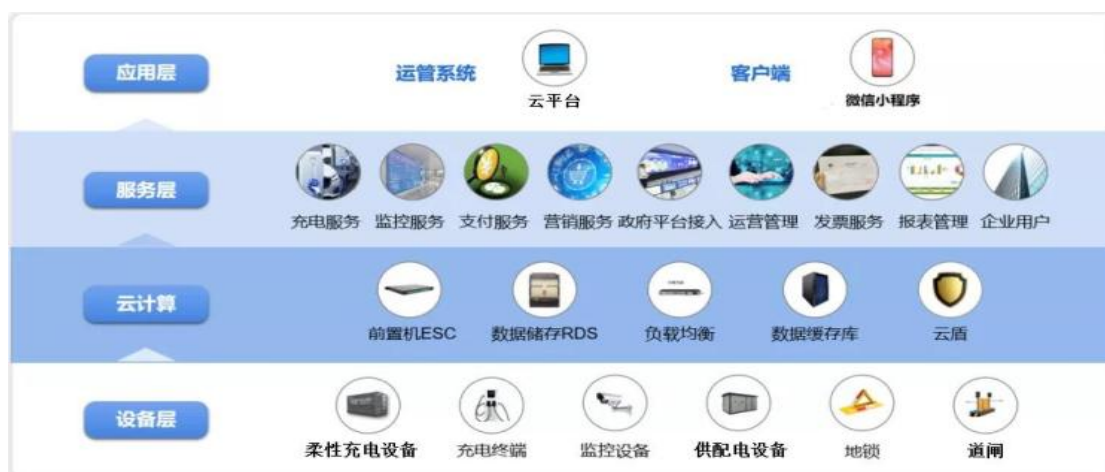 应用层
运管系统
云平台
客户端
微信小程序
服务层
充电服务 监控服务 支付服务 营销服务 政府平台接入 运营管理 发票服务 报表管理 企业用户
云计算
前置机ESC 数据储存RDS 负载均衡 数据缓存库 云盾
设备层
柔性充电设备 充电终端 监控设备 供配电设备 地锁 道闸